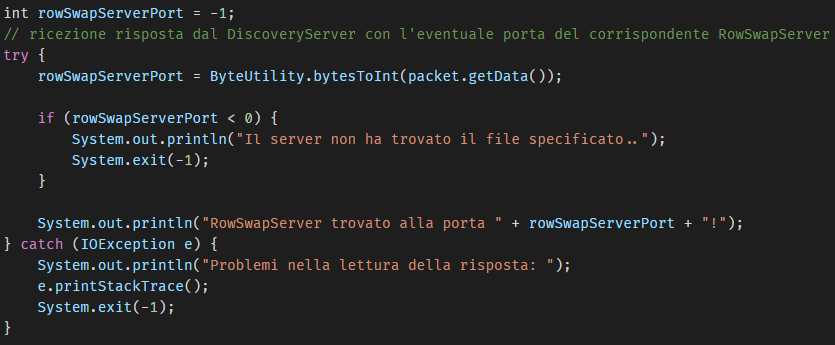 int rowSwapServerPort = -1;
// ricezione risposta dal DiscoveryServer con l'eventuale porta del corrispondente RowSwapServer
try {
    rowSwapServerPort = ByteUtility.bytesToInt(packet.getData());

    if (rowSwapServerPort < 0) {
        System.out.println("Il server non ha trovato il file specificato..");
        System.exit(-1);
    }

    System.out.println("RowSwapServer trovato alla porta " + rowSwapServerPort + "!");
} catch (IOException e) {
    System.out.println("Problemi nella lettura della risposta: ");
    e.printStackTrace();
    System.exit(-1);
}